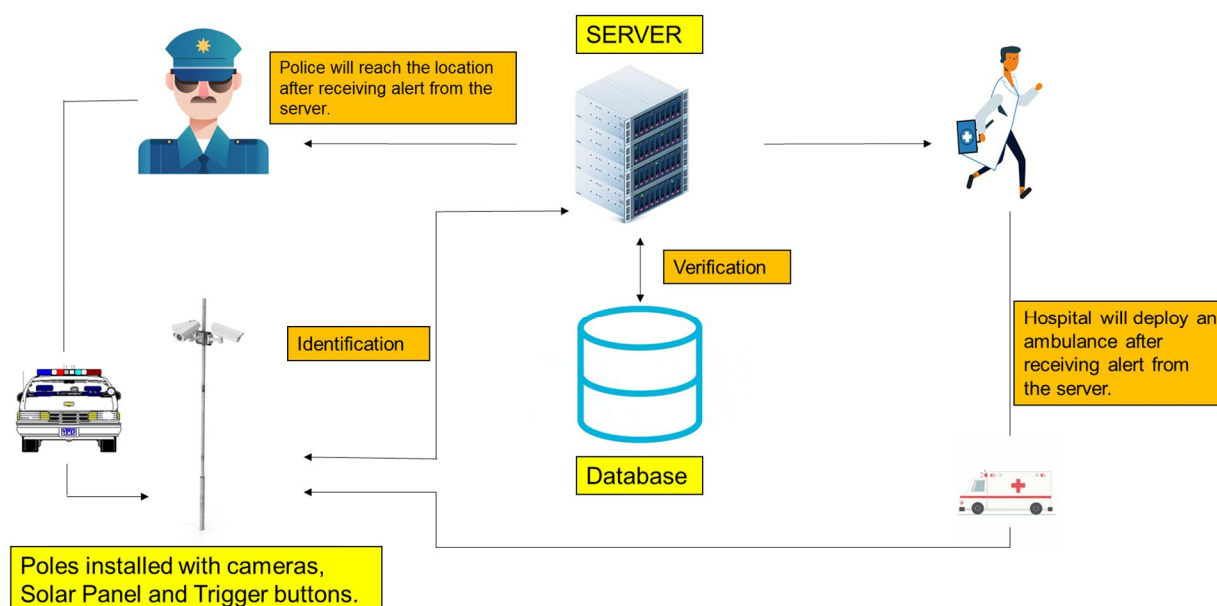 SERVER
Police will reach the location
after receiving alert from the
server.
Verification
Identification
Hospital will deploy an
ambulance after
receiving alert from
the server.
Database
Poles installed with cameras,
Solar Panel and Trigger buttons.